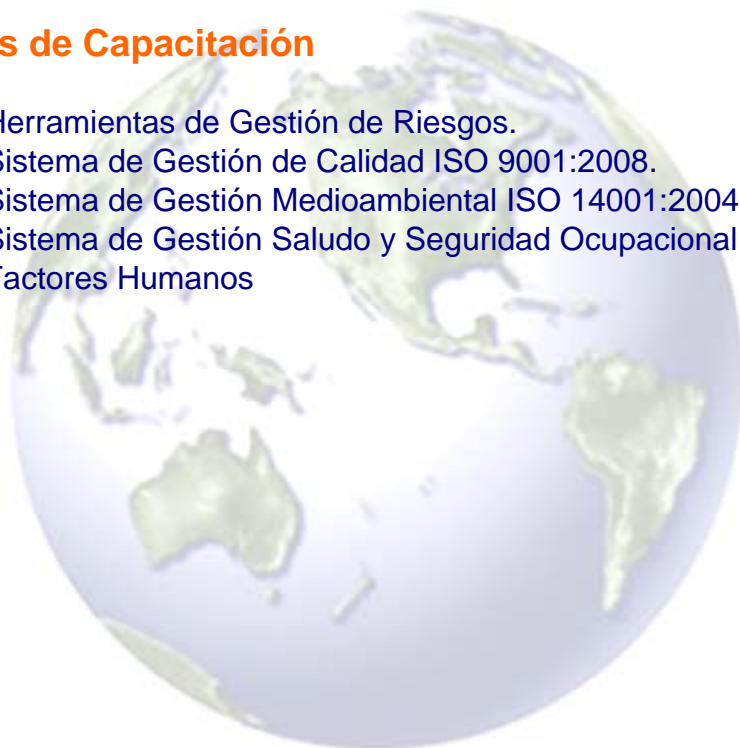 s de Capacitación
Herramientas de Gestión de Riesgos.
Sistema de Gestión de Calidad ISO 9001:2008.
Sistema de Gestión Medioambiental ISO 14001:2004
Sistema de Gestión Saludo y Seguridad Ocupacional
Factores Humanos